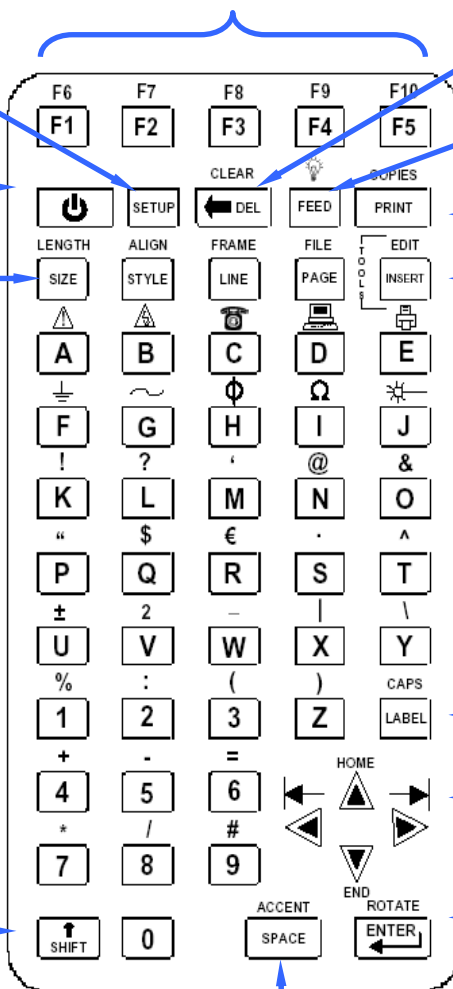 F6 F7 F8 F9 F10
F1 F2 F3 F4 F5
CLEAR COPIES
SETUP DEL FEED PRINT
LENGTH ALIGN FRAME FILE EDIT
SIZE STYLE LINE PAGE TOOLS INSERT
A B C D E
Φ Ω
F G H I J
! ? ‘ @ &
K L M N O
“ $ € . ^
P Q R S T
± 2 _ | \
U V W X Y
% : ( ) CAPS
1 2 3 Z LABEL
+ - = HOME
4 5 6
* / #
7 8 9
END
ACCENT ROTATE
SHIFT 0 SPACE ENTER